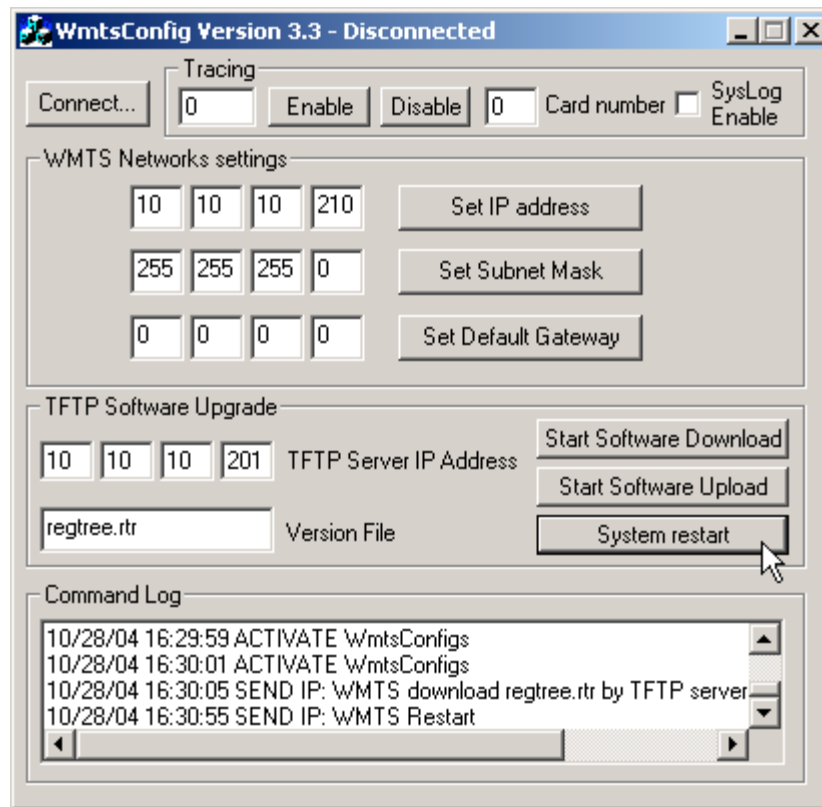 WmtsConfig Version 3.3 - Disconnected
Connect...
Tracing
0
Enable
Disable
0
Card number
SysLog
Enable
WMTS Networks settings
10 10 10 210 Set IP address
255 255 255 0 Set Subnet Mask
0 0 0 0 Set Default Gateway
TFTP Software Upgrade
10 10 10 201 TFTP Server IP Address
Start Software Download
Start Software Upload
regtree.rtr Version File
System restart
Command Log
10/28/04 16:29:59 ACTIVATE WmtsConfigs
10/28/04 16:30:01 ACTIVATE WmtsConfigs
10/28/04 16:30:05 SEND IP: WMTS download regtree.rtr by TFTP server
10/28/04 16:30:55 SEND IP: WMTS Restart